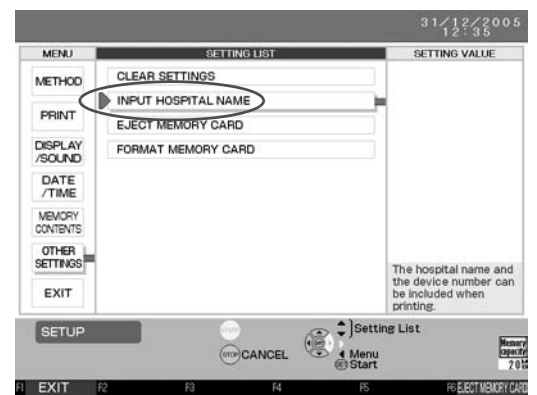 31/12/2005
12:35
MENU
SETTING LIST
SETTING VALUE
METHOD
PRINT
DISPLAY
/SOUND
DATE
/TIME
MEMORY
CONTENTS
OTHER
SETTINGS
EXIT
CLEAR SETTINGS
INPUT HOSPITAL NAME
EJECT MEMORY CARD
FORMAT MEMORY CARD
The hospital name and
the device number can
be included when
printing.
SETUP
START
STOP CANCEL
SET
Setting List
Menu
SET Start
Memory
capacity
20
F1 EXIT F2 F3 F4 F5 F6 EJECT MEMORY CARD